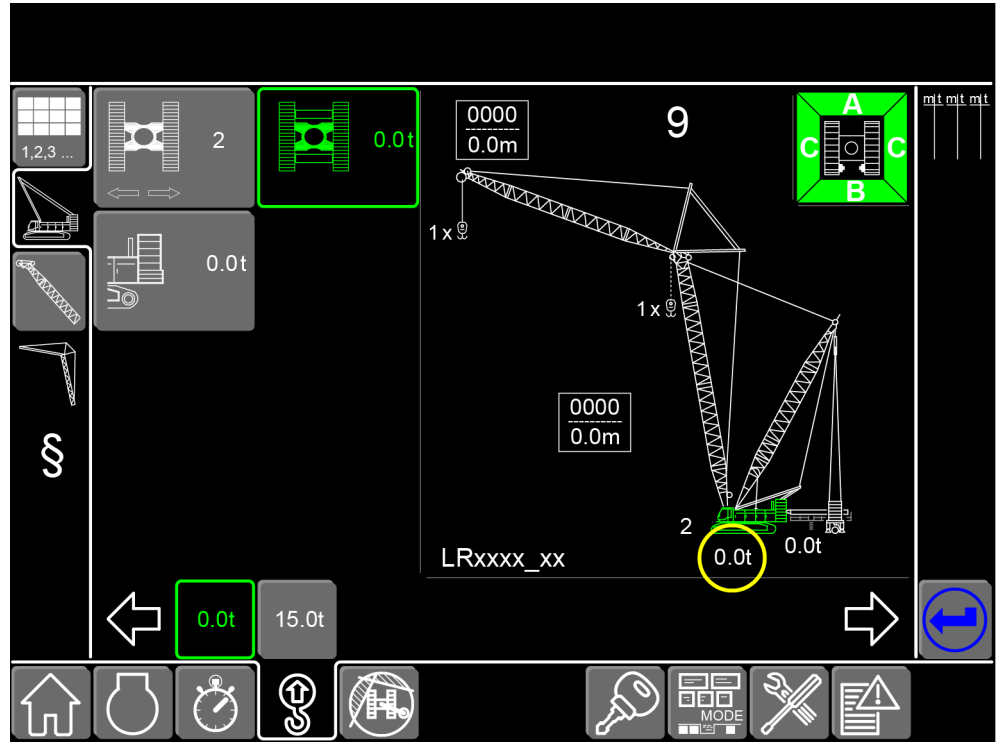 1,2,3 ...
2
0.0t
0.0t
§
0000
0.0m
9
A
C
C
B
m|t m|t m|t
1 x
1 x
0000
0.0m
2
0.0t
0.0t
LRxxxx_xx
0.0t
15.0t
MODE